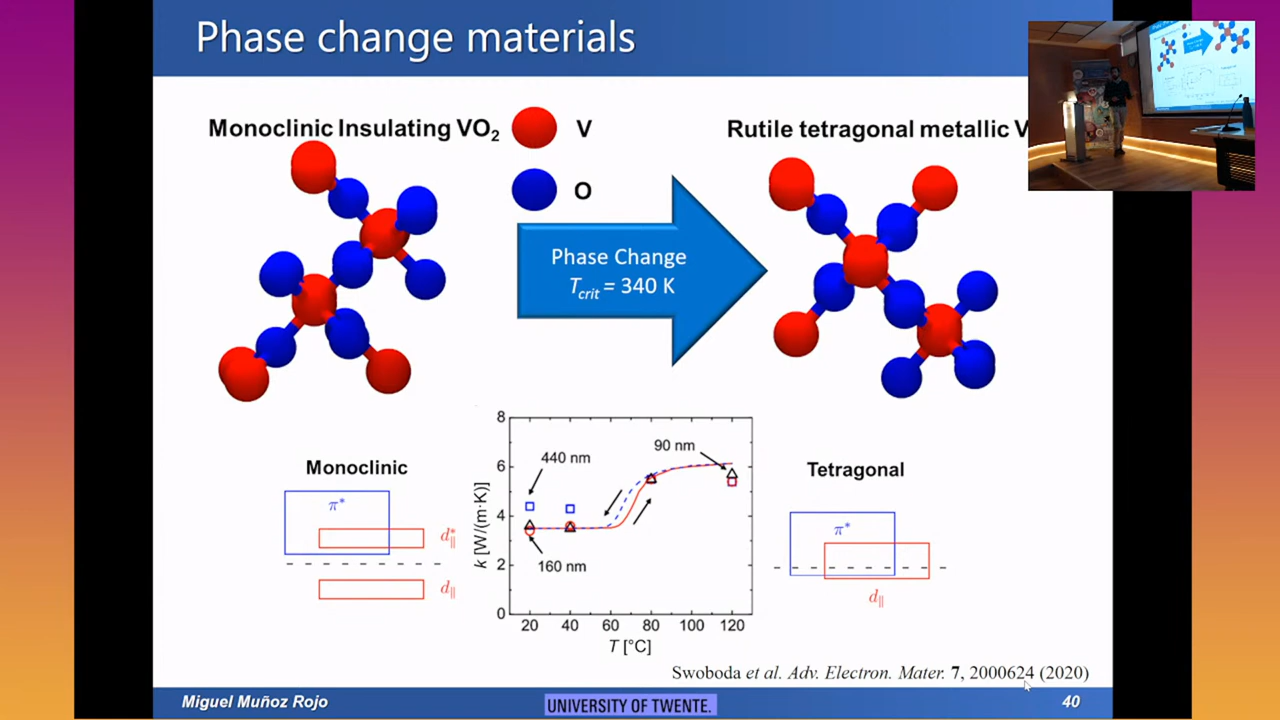 Phase change materials
Monoclinic Insulating VO₂
V
O
Rutile tetragonal metallic V
Phase Change
T_crit = 340 K
Monoclinic
π*
d*∥
d∥
k [W/(m·K)]
8
6
4
2
0
440 nm
90 nm
160 nm
20 40 60 80 100 120
T [°C]
Tetragonal
π*
d∥
Swoboda et al. Adv. Electron. Mater. 7, 2000624 (2020)
Miguel Muñoz Rojo
UNIVERSITY OF TWENTE.
40